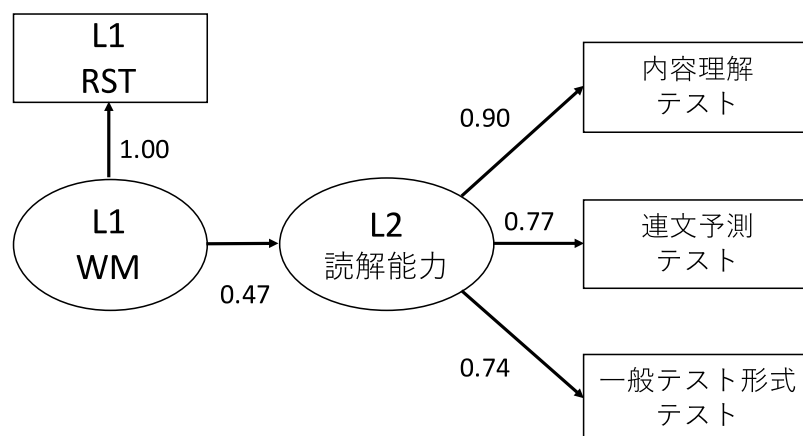 L1
RST
1.00
L1
WM
0.47
L2
読解能力
0.90
0.77
0.74
内容理解
テスト
連文予測
テスト
一般テスト形式
テスト